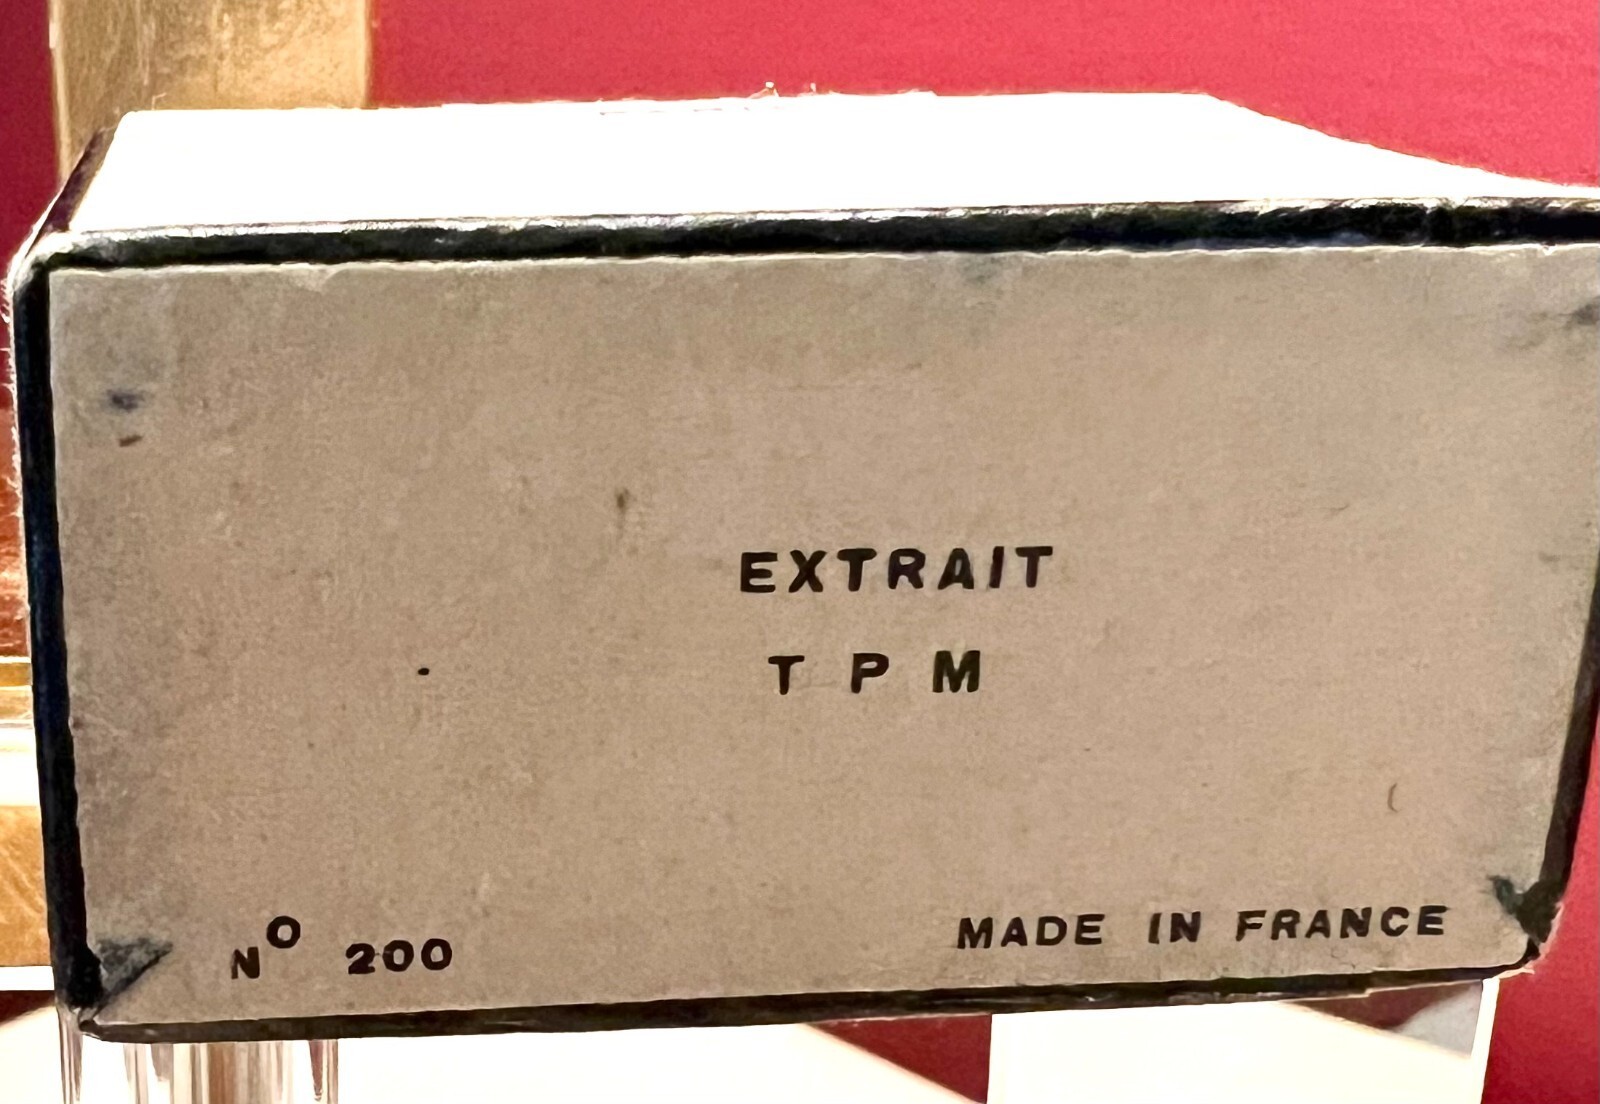 EXTRAIT
T P M
Nº 200
MADE IN FRANCE